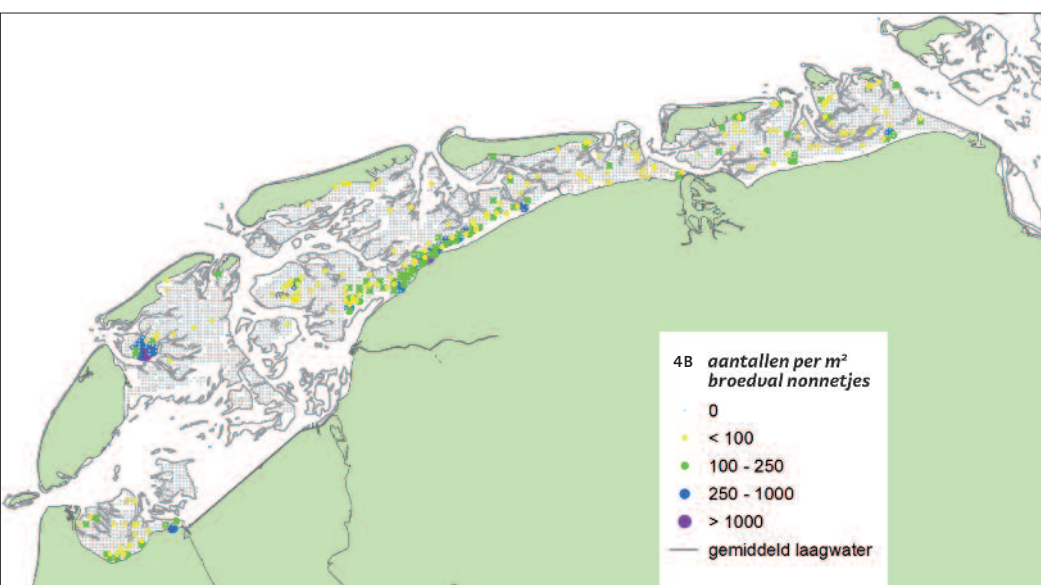 4B aantallen per m²
broedval nonnetjes
0
< 100
100 - 250
250 - 1000
> 1000
gemiddeld laagwater